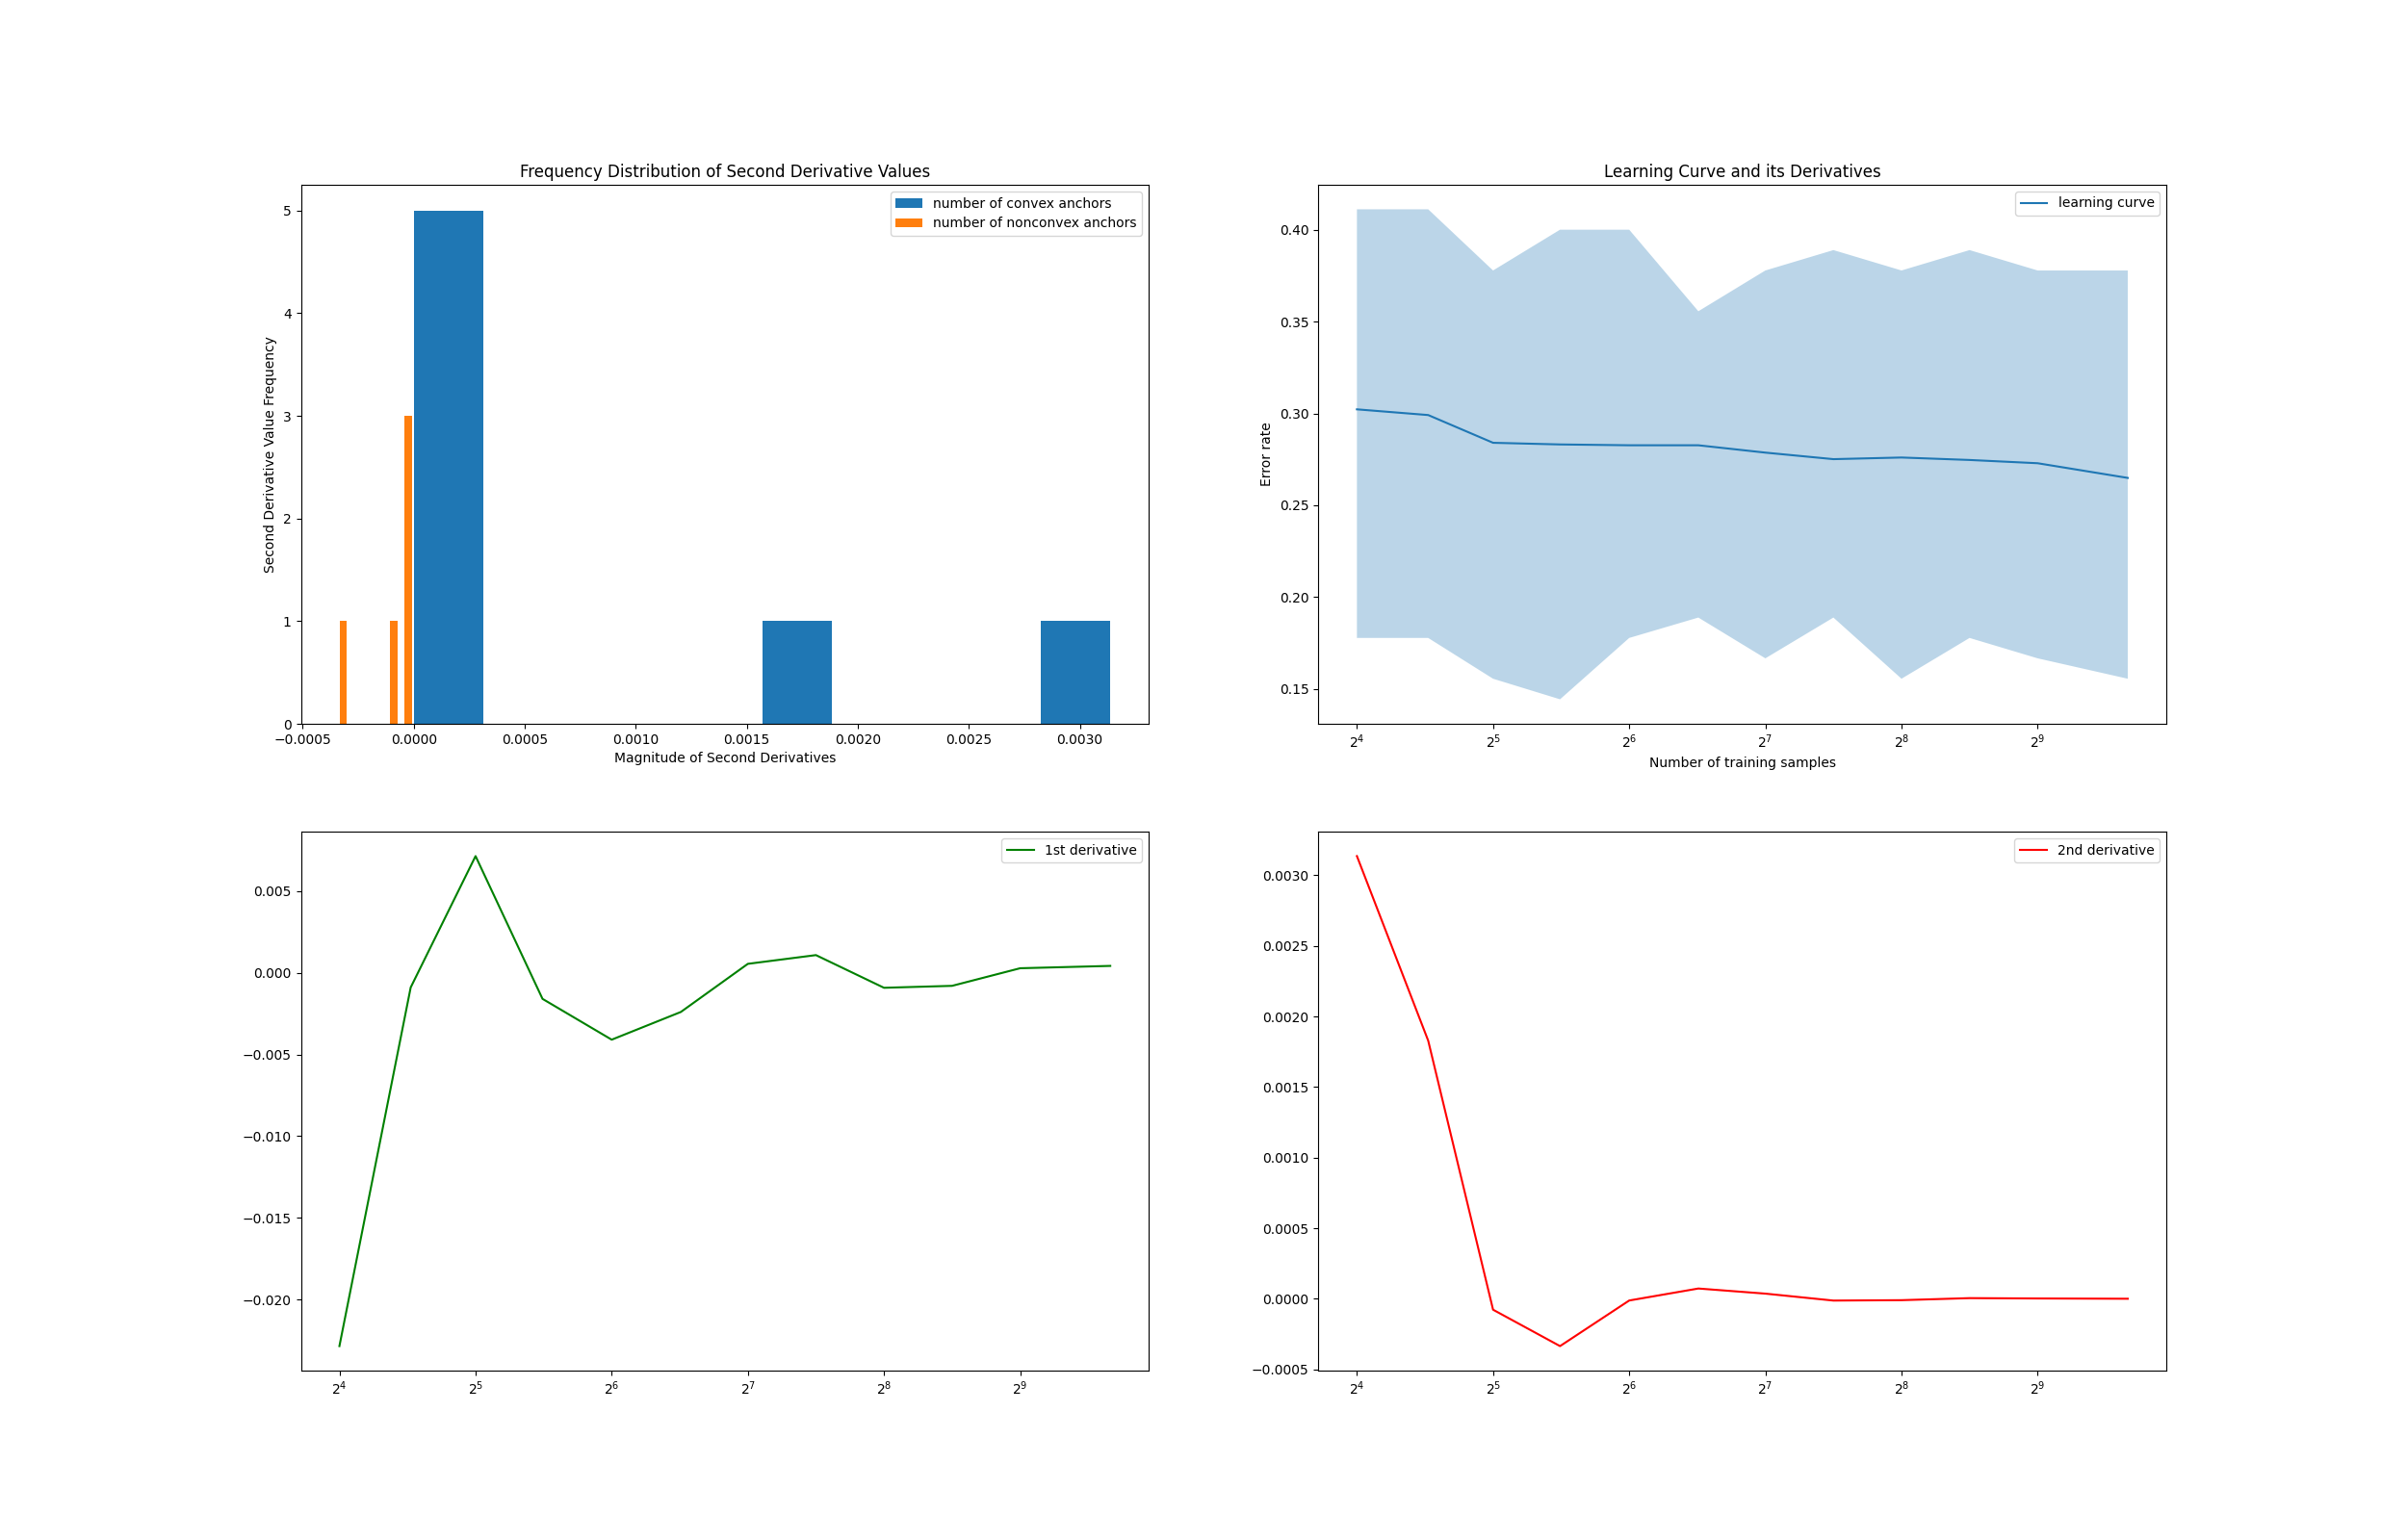 Frequency Distribution of Second Derivative Values
number of convex anchors
number of nonconvex anchors
Second Derivative Value Frequency
5
4
3
2
1
0
−0.0005 0.0000 0.0005 0.0010 0.0015 0.0020 0.0025 0.0030
Magnitude of Second Derivatives
Learning Curve and its Derivatives
learning curve
Error rate
0.40
0.35
0.30
0.25
0.20
0.15
2⁴ 2⁵ 2⁶ 2⁷ 2⁸ 2⁹
Number of training samples
1st derivative
0.005
0.000
−0.005
−0.010
−0.015
−0.020
2⁴ 2⁵ 2⁶ 2⁷ 2⁸ 2⁹
2nd derivative
0.0030
0.0025
0.0020
0.0015
0.0010
0.0005
0.0000
−0.0005
2⁴ 2⁵ 2⁶ 2⁷ 2⁸ 2⁹